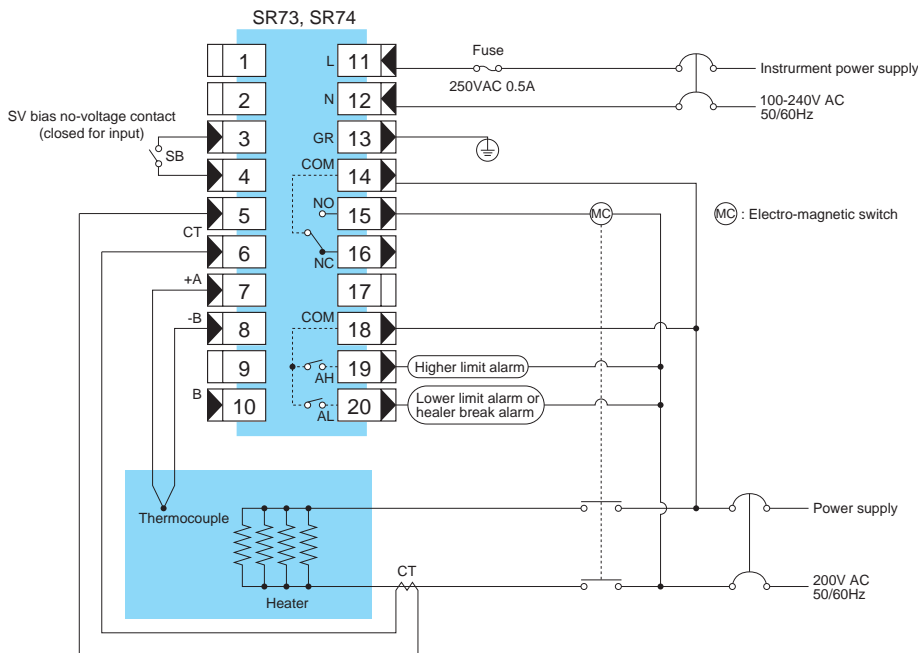 SR73, SR74
1
2
3
4
5
6
7
8
9
10
L 11
N 12
GR 13
COM 14
NO 15
NC 16
17
COM 18
AH 19
AL 20
SV bias no-voltage contact
(closed for input)
SB
CT
+A
-B
B
Fuse
250VAC 0.5A
Instrurment power supply
100-240V AC
50/60Hz
MC
MC : Electro-magnetic switch
Higher limit alarm
Lower limit alarm or
healer break alarm
Thermocouple
Heater
CT
Power supply
200V AC
50/60Hz